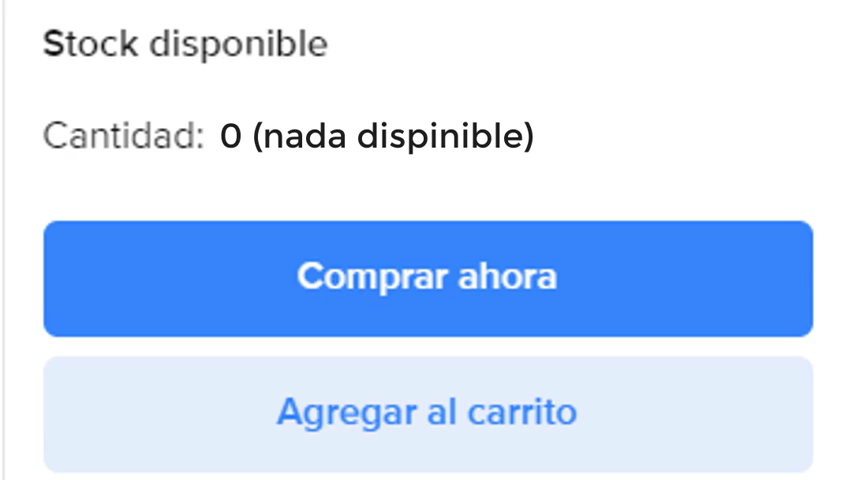 Stock disponible
Cantidad: 0 (nada dispinible)
Comprar ahora
Agregar al carrito